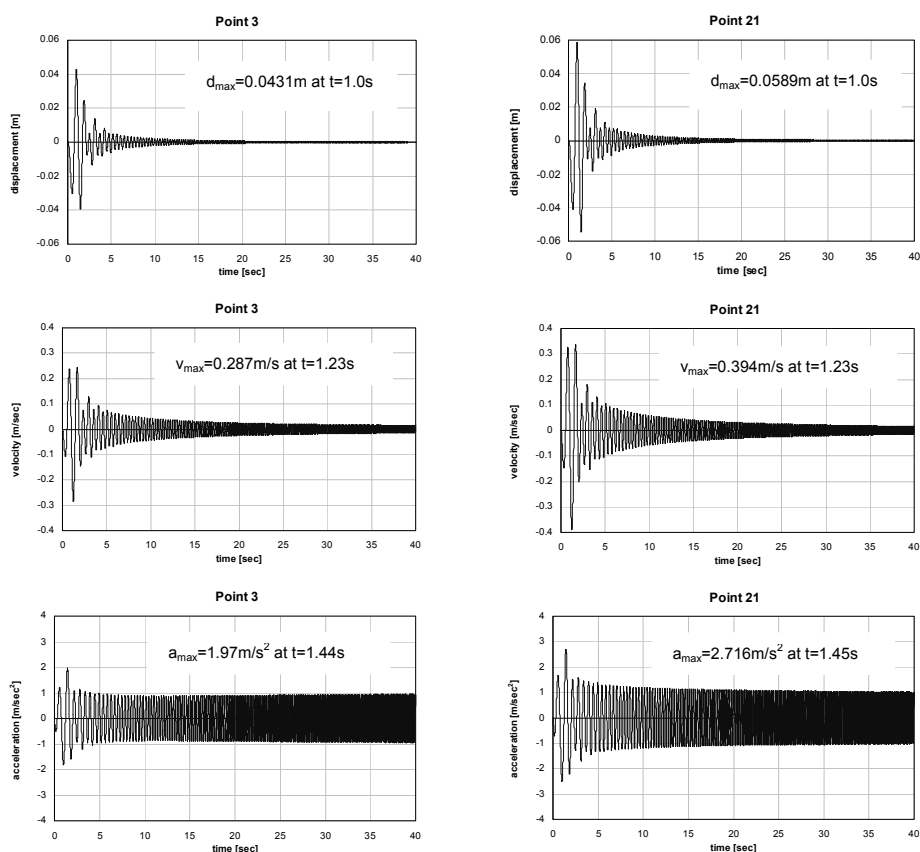 Point 3
0.06
0.04
0.02
0
-0.02
-0.04
-0.06
displacement [m]
d_max=0.0431m at t=1.0s
0 5 10 15 20 25 30 35 40
time [sec]
Point 21
0.06
0.04
0.02
0
-0.02
-0.04
-0.06
displacement [m]
d_max=0.0589m at t=1.0s
0 5 10 15 20 25 30 35 40
time [sec]
Point 3
0.4
0.3
0.2
0.1
0
-0.1
-0.2
-0.3
-0.4
velocity [m/sec]
v_max=0.287m/s at t=1.23s
0 5 10 15 20 25 30 35 40
time [sec]
Point 21
0.4
0.3
0.2
0.1
0
-0.1
-0.2
-0.3
-0.4
velocity [m/sec]
v_max=0.394m/s at t=1.23s
0 5 10 15 20 25 30 35 40
time [sec]
Point 3
4
3
2
1
0
-1
-2
-3
-4
acceleration [m/sec²]
a_max=1.97m/s² at t=1.44s
0 5 10 15 20 25 30 35 40
time [sec]
Point 21
4
3
2
1
0
-1
-2
-3
-4
acceleration [m/sec²]
a_max=2.716m/s² at t=1.45s
0 5 10 15 20 25 30 35 40
time [sec]